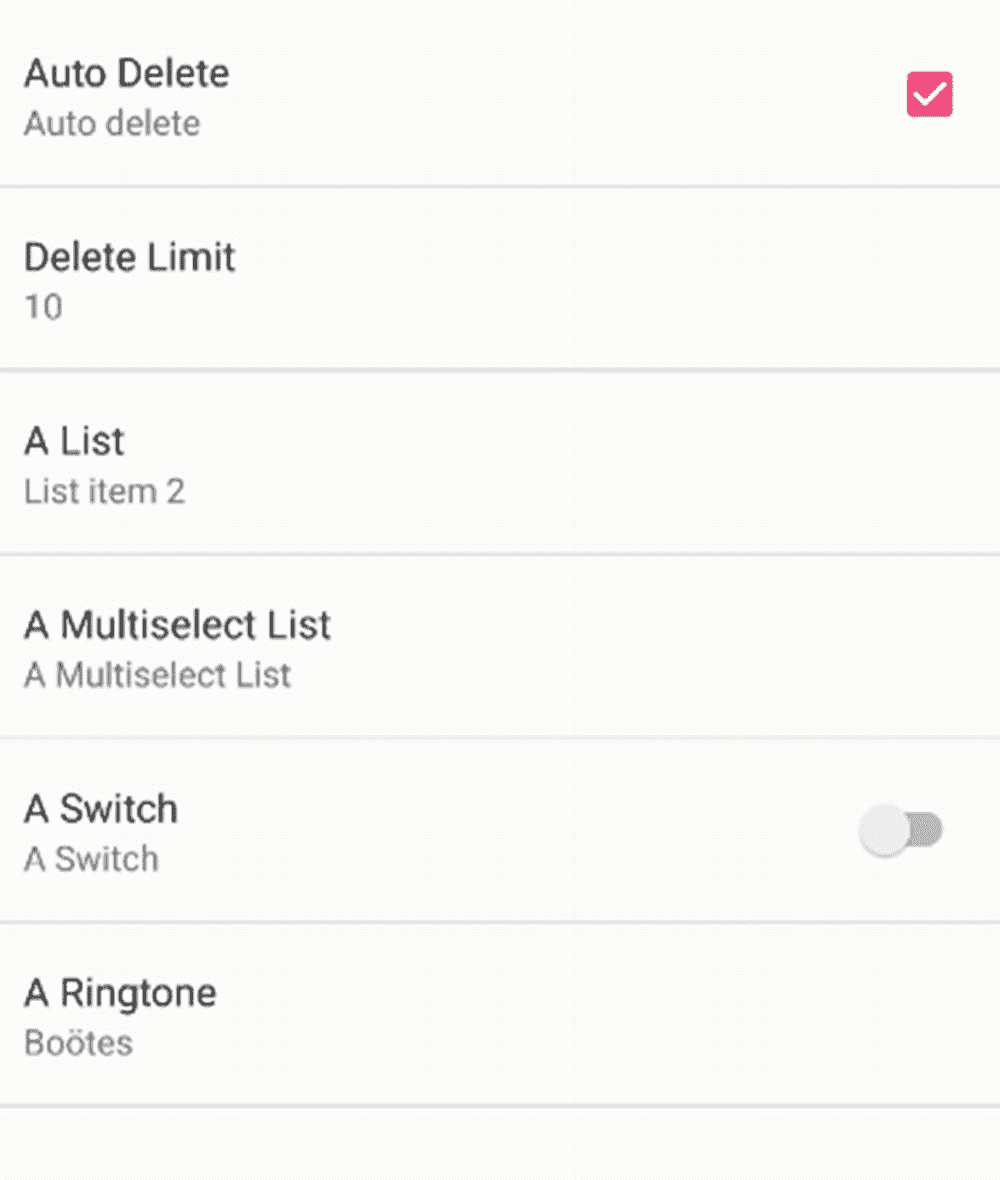 Auto Delete
Auto delete
Delete Limit
10
A List
List item 2
A Multiselect List
A Multiselect List
A Switch
A Switch
A Ringtone
Boötes